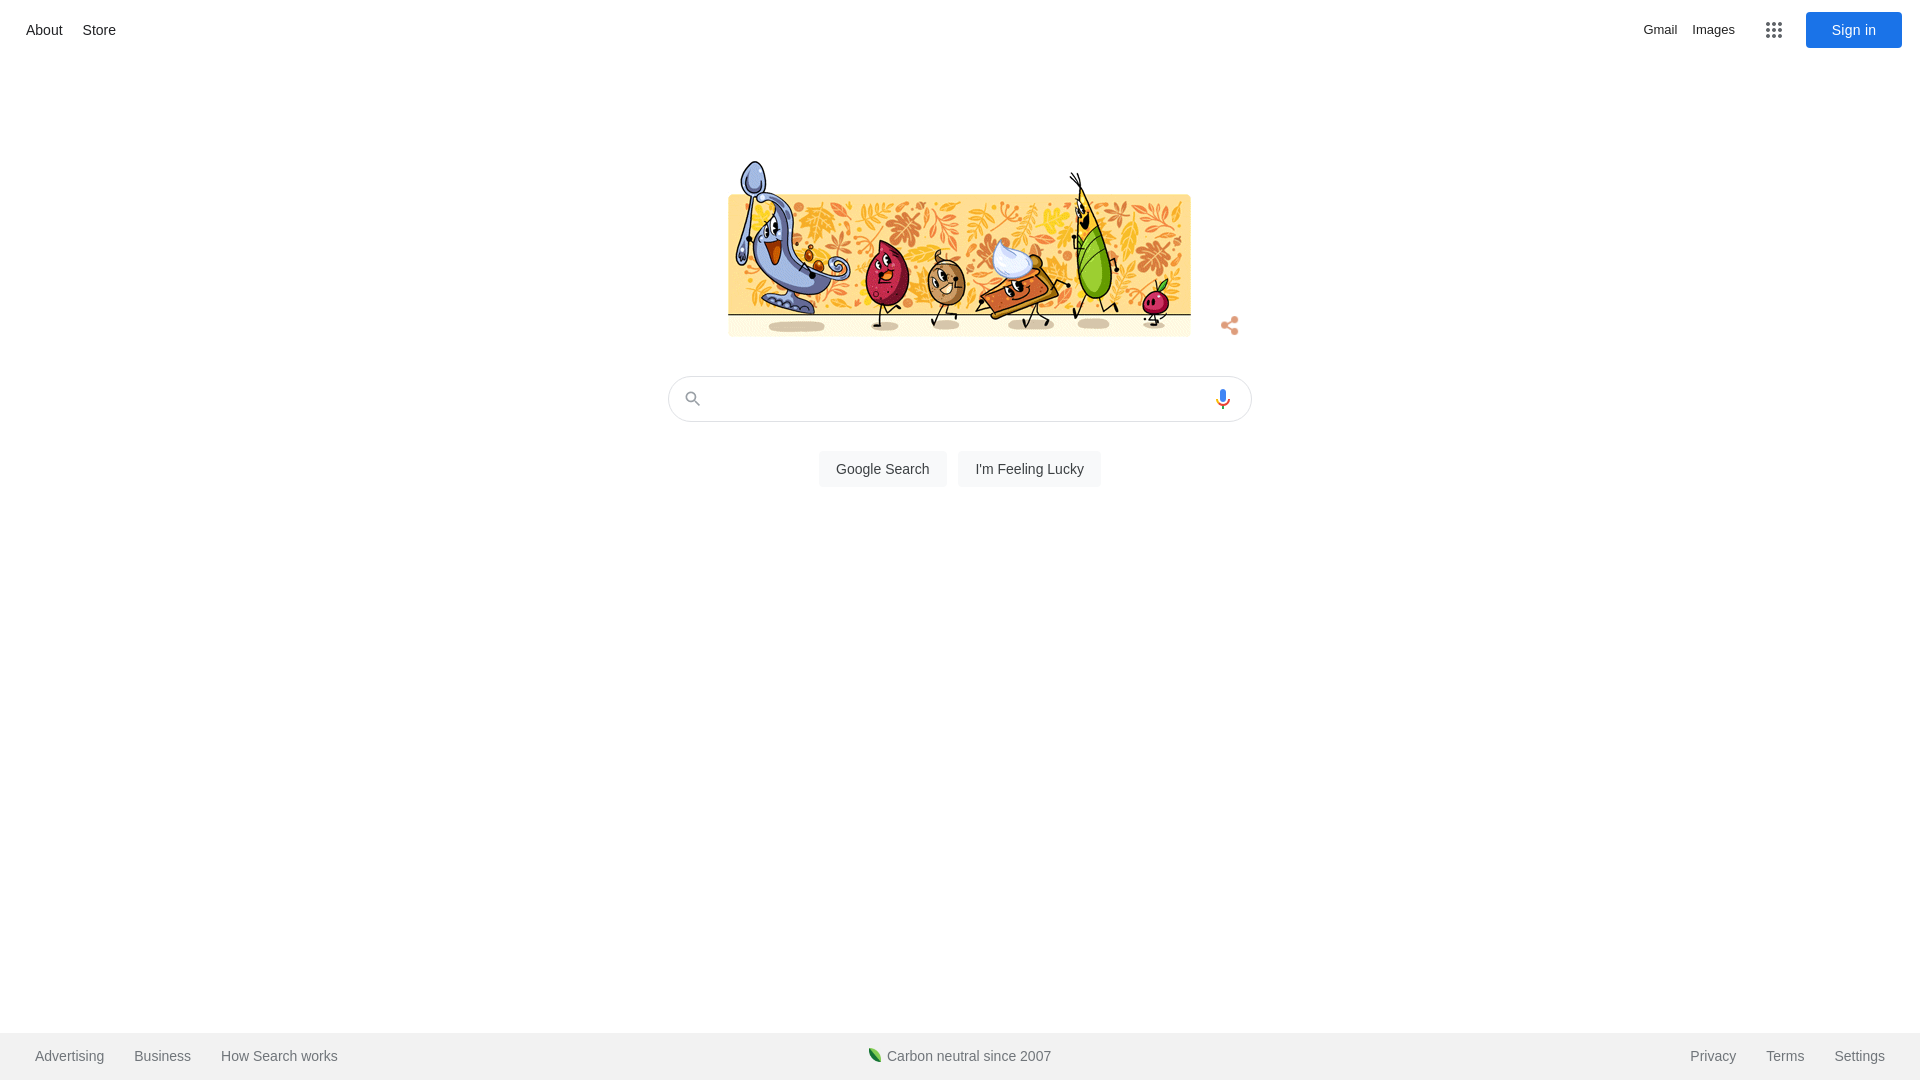 About Store
Gmail Images Sign in
Google Search I'm Feeling Lucky
Advertising Business How Search works
Carbon neutral since 2007
Privacy Terms Settings